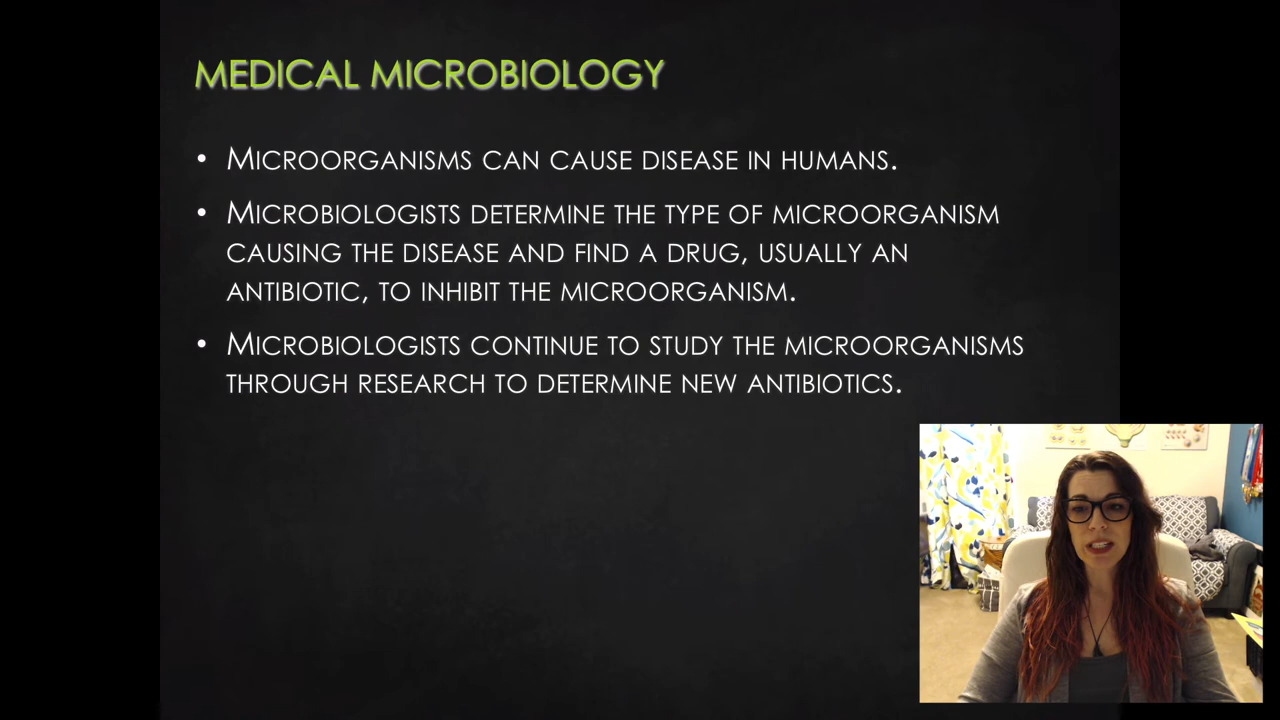 MEDICAL MICROBIOLOGY
• MICROORGANISMS CAN CAUSE DISEASE IN HUMANS.
• MICROBIOLOGISTS DETERMINE THE TYPE OF MICROORGANISM
CAUSING THE DISEASE AND FIND A DRUG, USUALLY AN
ANTIBIOTIC, TO INHIBIT THE MICROORGANISM.
• MICROBIOLOGISTS CONTINUE TO STUDY THE MICROORGANISMS
THROUGH RESEARCH TO DETERMINE NEW ANTIBIOTICS.